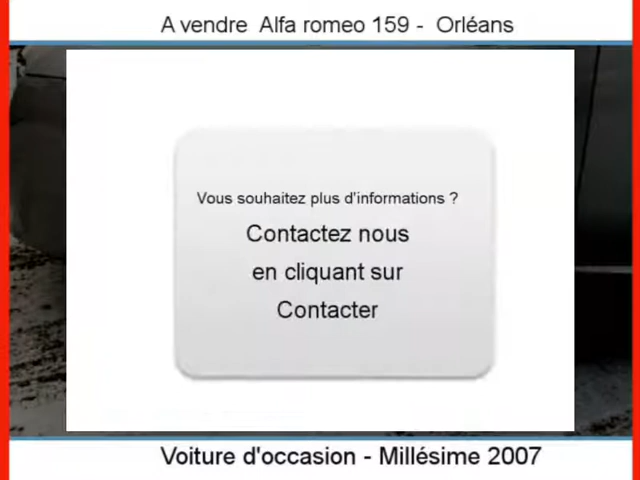 A vendre Alfa romeo 159 - Orléans
Vous souhaitez plus d'informations ?
Contactez nous
en cliquant sur
Contacter
Voiture d'occasion - Millésime 2007